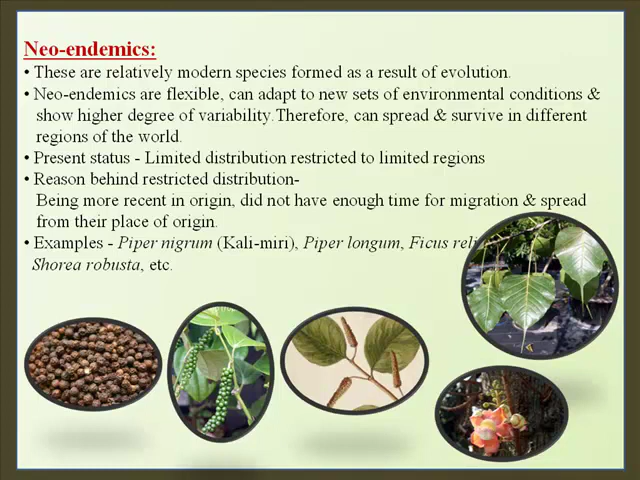 Neo-endemics:
• These are relatively modern species formed as a result of evolution.
• Neo-endemics are flexible, can adapt to new sets of environmental conditions &
show higher degree of variability.Therefore, can spread & survive in different
regions of the world.
• Present status - Limited distribution restricted to limited regions
• Reason behind restricted distribution-
Being more recent in origin, did not have enough time for migration & spread
from their place of origin.
• Examples - Piper nigrum (Kali-miri), Piper longum, Ficus
Shorea robusta, etc.